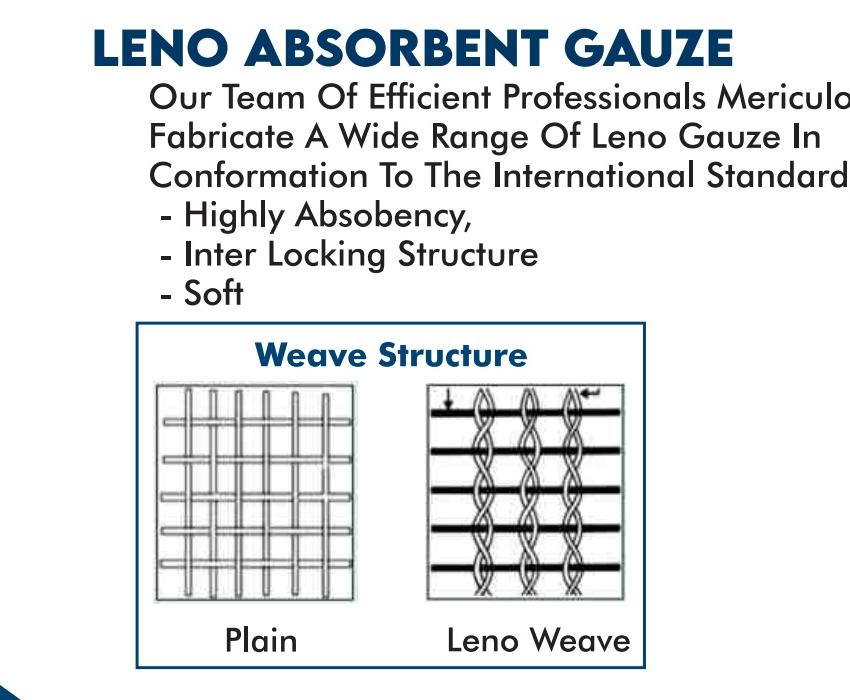 LENO ABSORBENT GAUZE
Our Team Of Efficient Professionals Mericulo
Fabricate A Wide Range Of Leno Gauze In
Conformation To The International Standard
- Highly Absobency,
- Inter Locking Structure
- Soft
Weave Structure
Plain
Leno Weave